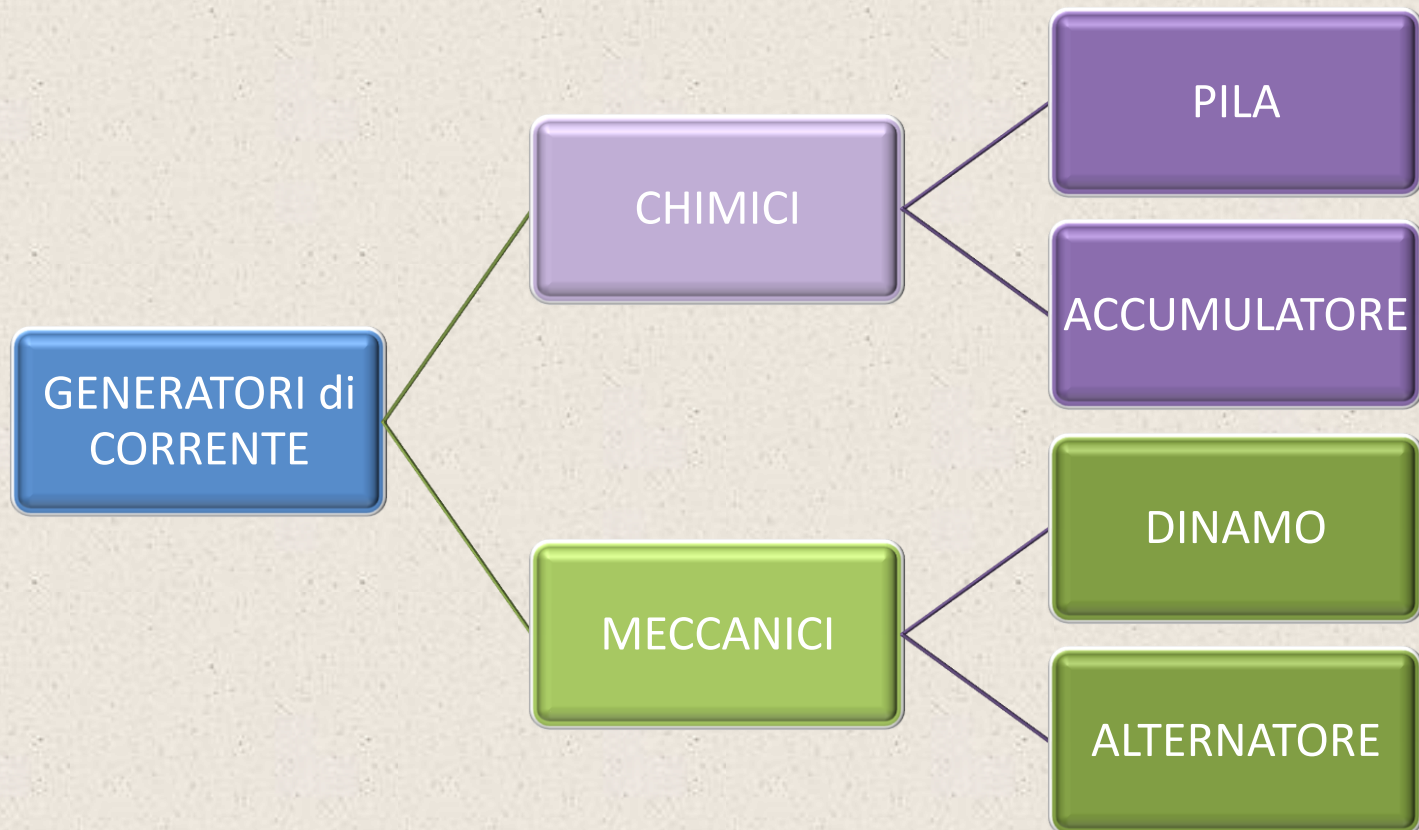 GENERATORI di
CORRENTE
CHIMICI
PILA
ACCUMULATORE
MECCANICI
DINAMO
ALTERNATORE